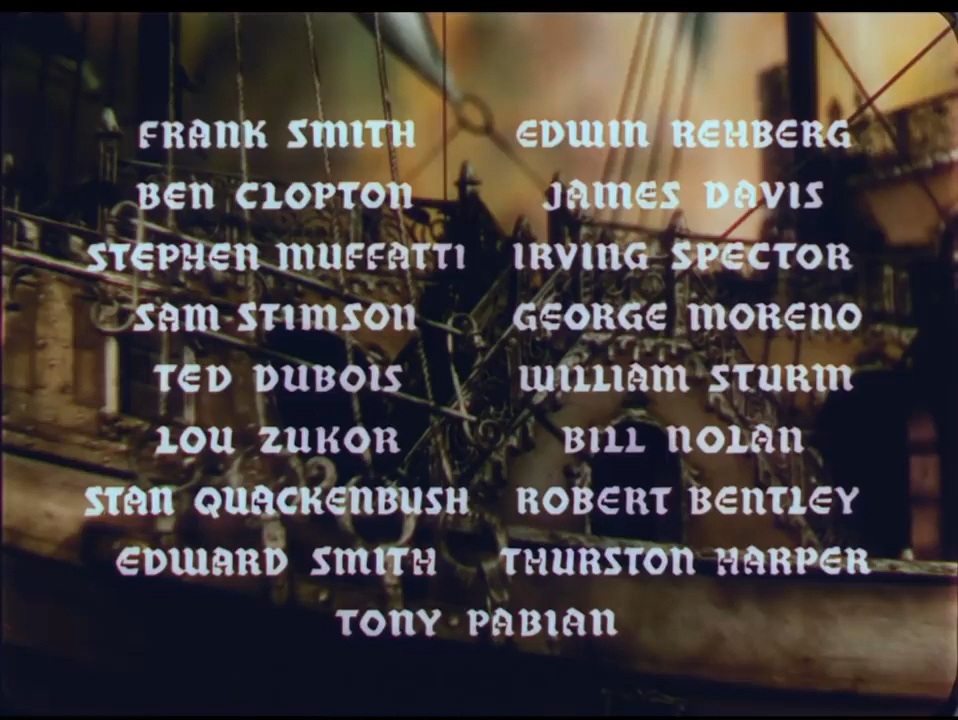 FRANK SMITH EDWIN REHBERG
BEN CLOPTON JAMES DAVIS
STEPHEN MUFFATTI IRVING SPECTOR
SAM STIMSON GEORGE MORENO
TED DUBOIS WILLIAM STURM
LOU ZUKOR BILL NOLAN
STAN QUACKENBUSH ROBERT BENTLEY
EDWARD SMITH THURSTON HARPER
TONY PABIAN